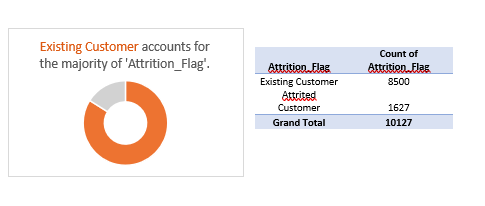 Existing Customer accounts for
the majority of 'Attrition_Flag'.
Count of
Attrition_Flag Attrition_Flag
Existing Customer 8500
Attrited
Customer 1627
Grand Total 10127